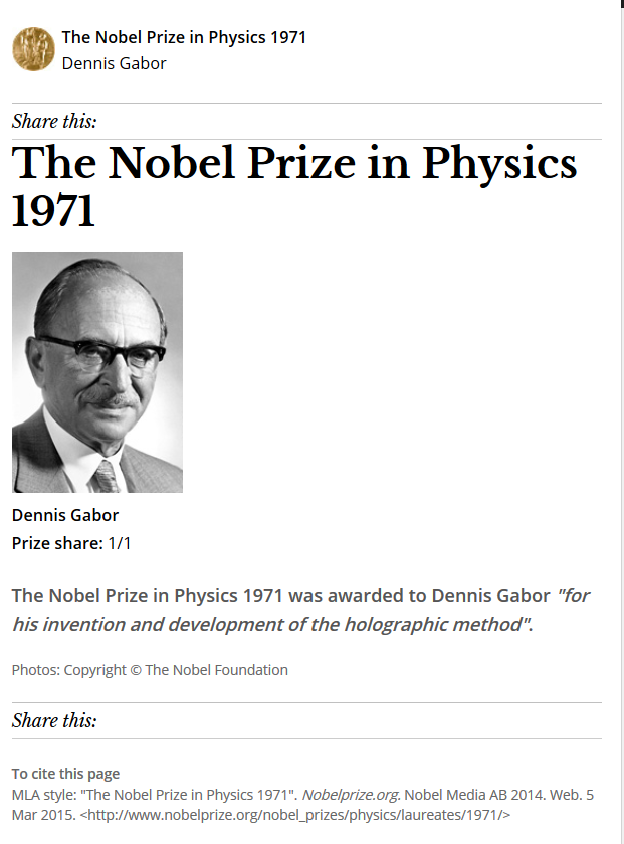 The Nobel Prize in Physics 1971
Dennis Gabor
Share this:
The Nobel Prize in Physics
1971
Dennis Gabor
Prize share: 1/1
The Nobel Prize in Physics 1971 was awarded to Dennis Gabor "for
his invention and development of the holographic method".
Photos: Copyright © The Nobel Foundation
Share this:
To cite this page
MLA style: "The Nobel Prize in Physics 1971". Nobelprize.org. Nobel Media AB 2014. Web. 5
Mar 2015. <http://www.nobelprize.org/nobel_prizes/physics/laureates/1971/>